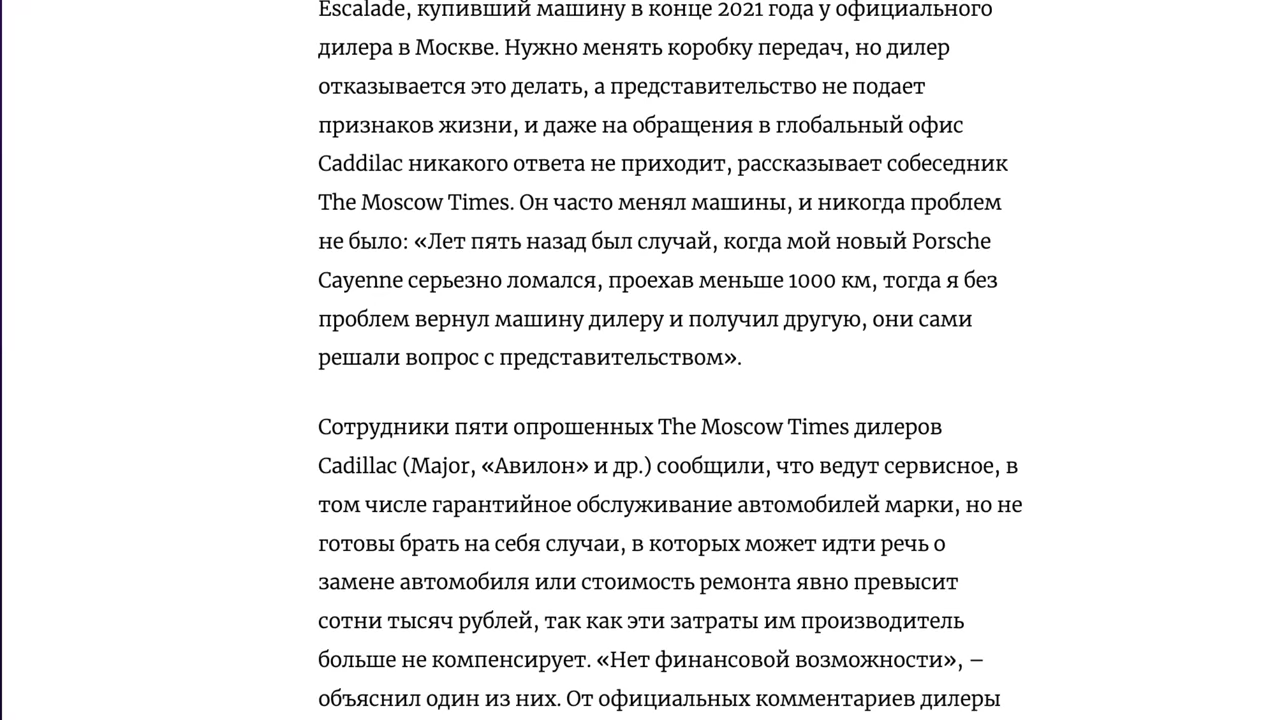 Escalade, купивший машину в конце 2021 года у официального
дилера в Москве. Нужно менять коробку передач, но дилер
отказывается это делать, а представительство не подает
признаков жизни, и даже на обращения в глобальный офис
Caddilac никакого ответа не приходит, рассказывает собеседник
The Moscow Times. Он часто менял машины, и никогда проблем
не было: «Лет пять назад был случай, когда мой новый Porsche
Cayenne серьезно ломался, проехав меньше 1000 км, тогда я без
проблем вернул машину дилеру и получил другую, они сами
решали вопрос с представительством».
Сотрудники пяти опрошенных The Moscow Times дилеров
Cadillac (Major, «Авилон» и др.) сообщили, что ведут сервисное, в
том числе гарантийное обслуживание автомобилей марки, но не
готовы брать на себя случаи, в которых может идти речь о
замене автомобиля или стоимость ремонта явно превысит
сотни тысяч рублей, так как эти затраты им производитель
больше не компенсирует. «Нет финансовой возможности», –
объяснил один из них. От официальных комментариев дилеры